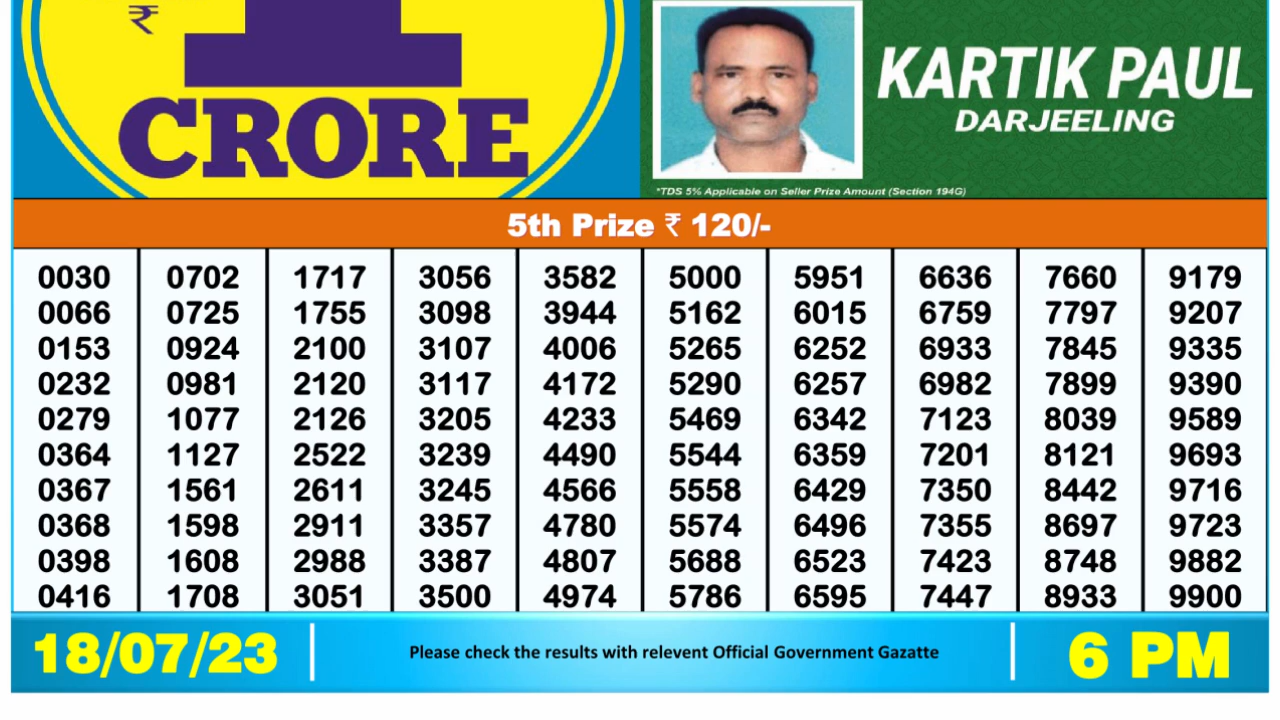 ₹
1
CRORE
KARTIK PAUL
DARJEELING
*TDS 5% Applicable on Seller Prize Amount (Section 194G)
5th Prize ₹ 120/-
0030 0702 1717 3056 3582 5000 5951 6636 7660 9179
0066 0725 1755 3098 3944 5162 6015 6759 7797 9207
0153 0924 2100 3107 4006 5265 6252 6933 7845 9335
0232 0981 2120 3117 4172 5290 6257 6982 7899 9390
0279 1077 2126 3205 4233 5469 6342 7123 8039 9589
0364 1127 2522 3239 4490 5544 6359 7201 8121 9693
0367 1561 2611 3245 4566 5558 6429 7350 8442 9716
0368 1598 2911 3357 4780 5574 6496 7355 8697 9723
0398 1608 2988 3387 4807 5688 6523 7423 8748 9882
0416 1708 3051 3500 4974 5786 6595 7447 8933 9900
18/07/23
Please check the results with relevent Official Government Gazatte
6 PM